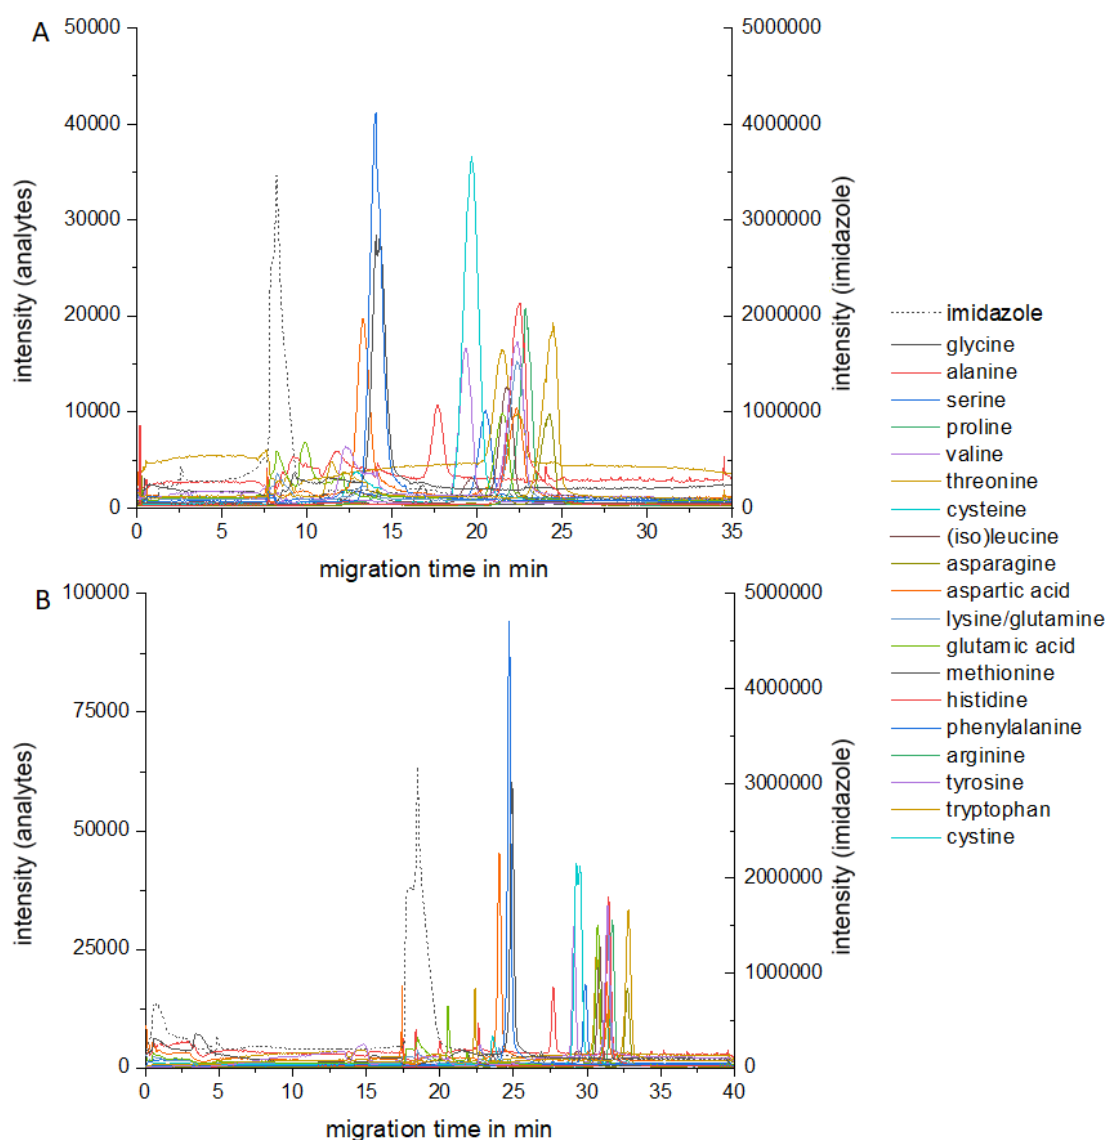 A
50000
40000
30000
20000
10000
0
intensity (analytes)
5000000
4000000
3000000
2000000
1000000
0
intensity (imidazole)
0 5 10 15 20 25 30 35
migration time in min
B
100000
75000
50000
25000
0
intensity (analytes)
5000000
4000000
3000000
2000000
1000000
0
intensity (imidazole)
0 5 10 15 20 25 30 35 40
migration time in min
imidazole
glycine
alanine
serine
proline
valine
threonine
cysteine
(iso)leucine
asparagine
aspartic acid
lysine/glutamine
glutamic acid
methionine
histidine
phenylalanine
arginine
tyrosine
tryptophan
cystine